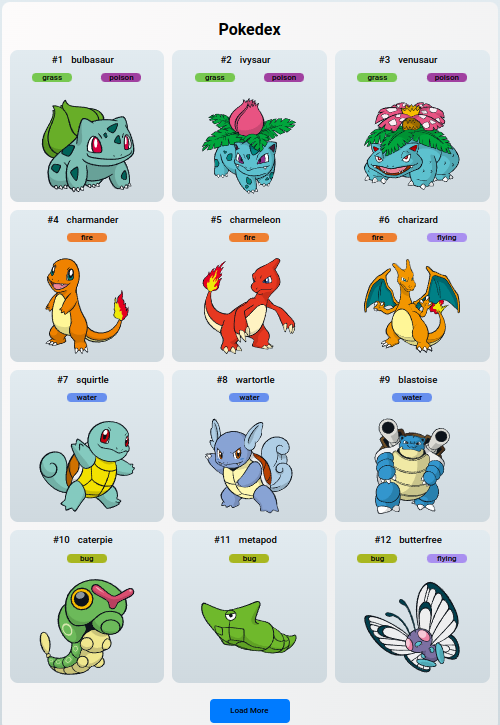 Pokedex
#1 bulbasaur
grass poison
#2 ivysaur
grass poison
#3 venusaur
grass poison
#4 charmander
fire
#5 charmeleon
fire
#6 charizard
fire flying
#7 squirtle
water
#8 wartortle
water
#9 blastoise
water
#10 caterpie
bug
#11 metapod
bug
#12 butterfree
bug flying
Load More